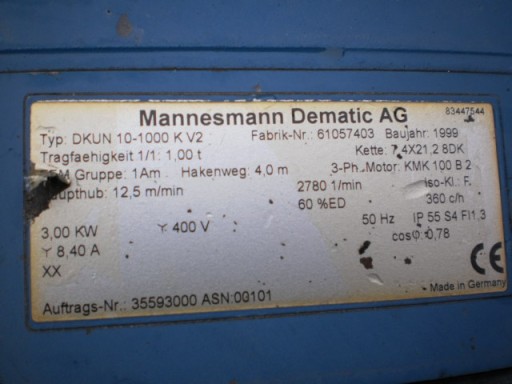 Mannesmann Dematic AG 83447544
Typ: DKUN 10-1000 K V2 Fabrik-Nr.: 61057403 Baujahr: 1999
Tragfaehigkeit 1/1: 1,00 t Kette: 7,4X21,2 8DK
Gruppe: 1Am Hakenweg: 4,0 m 3-Ph. Motor: KMK 100 B 2
12,5 m/min 2780 1/min iso-Kl.: F
60 %ED 360 c/h
3,00 KW Y 400 V 50 Hz IP 55 S4 FI1.3
Y 8,40 A cosφ: 0,78
XX
CE
Made in Germany
Auftrags-Nr.: 35593000 ASN:00101